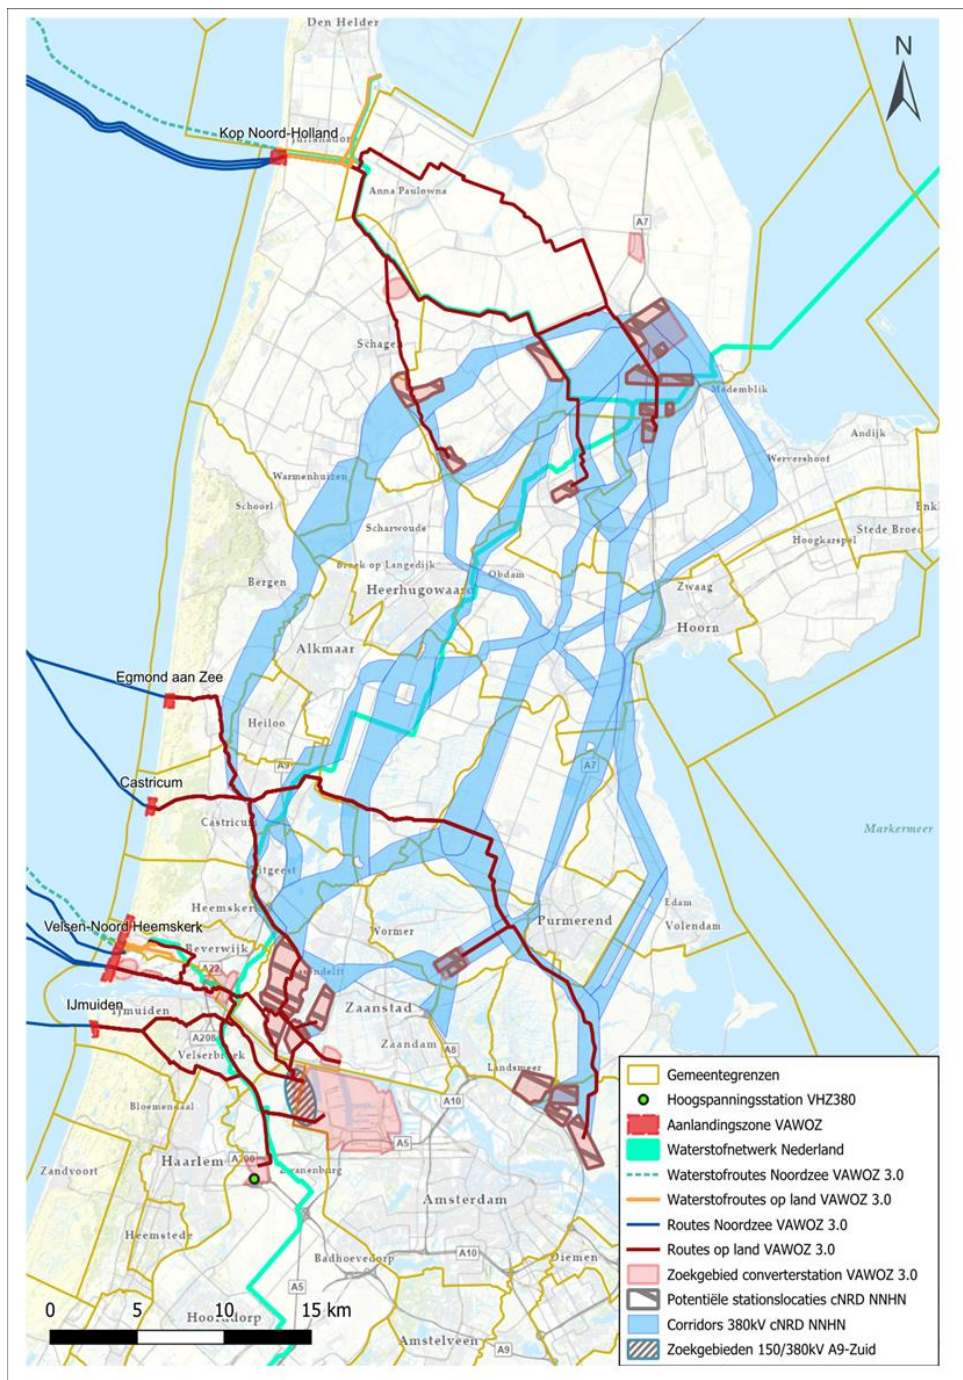 Den Helder
N
Kop Noord-Holland
Julianadorp
Anna Paulowna
A7
Schagen
Medemblik
Andijk
Wervershoof
Warmenhuizen
Schoorl
Enk
Stede Broec
Hoogkarspel
Scharwoude
Broek op Langedijk
Obdam
Bergen
Heerhugowaard
Zwaag
Hoorn
Alkmaar
Egmond aan Zee
Heiloo
A9
A7
Castricum
Castricum
Markermeer
Uitgeest
Heemskerk
Edam
Volendam
Purmerend
Velsen-Noord Heemskerk
Wormer
Beverwijk
A22
Assendelft
IJmuiden
IJmuiden
Zaanstad
A208
Velserbroek
Zaandam
A8
Landsmeer
Bloemendaal
A10
A5
Haarlem
A200
Zwanenburg
Zandvoort
Amsterdam
Heemstede
A10
Diemen
Badhoevedorp
A5
Hoofddorp
Amstelveen
A9
Gemeentegrenzen
Hoogspanningsstation VHZ380
Aanlandingszone VAWOZ
Waterstofnetwerk Nederland
Waterstofroutes Noordzee VAWOZ 3.0
Waterstofroutes op land VAWOZ 3.0
Routes Noordzee VAWOZ 3.0
Routes op land VAWOZ 3.0
Zoekgebied converterstation VAWOZ 3.0
Potentiële stationslocaties cNRD NNHN
Corridors 380kV cNRD NNHN
Zoekgebieden 150/380kV A9-Zuid
0 5 10 15 km